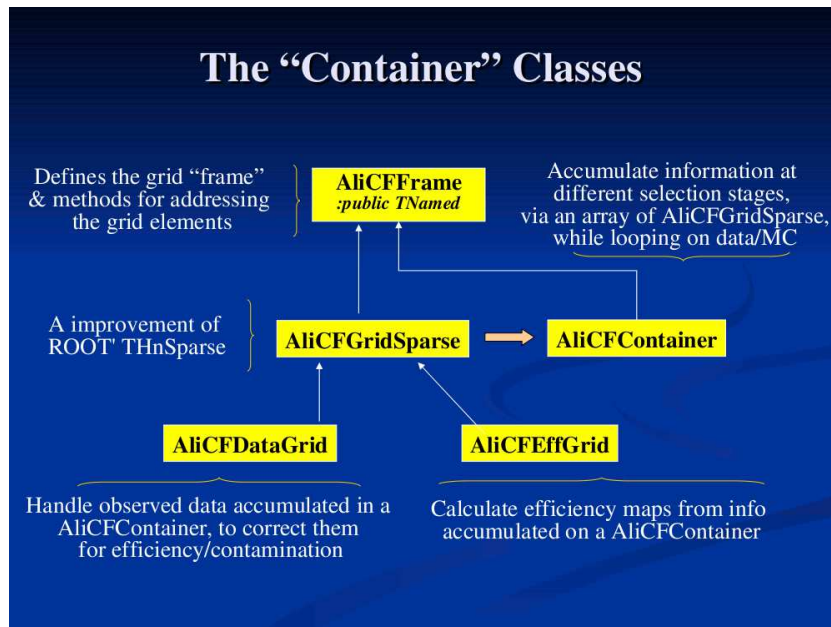 The “Container” Classes
Defines the grid “frame”
& methods for addressing
the grid elements
AliCFFrame
:public TNamed
Accumulate information at
different selection stages,
via an array of AliCFGridSparse,
while looping on data/MC
A improvement of
ROOT' THnSparse
AliCFGridSparse
AliCFContainer
AliCFDataGrid
AliCFEffGrid
Handle observed data accumulated in a
AliCFContainer, to correct them
for efficiency/contamination
Calculate efficiency maps from info
accumulated on a AliCFContainer